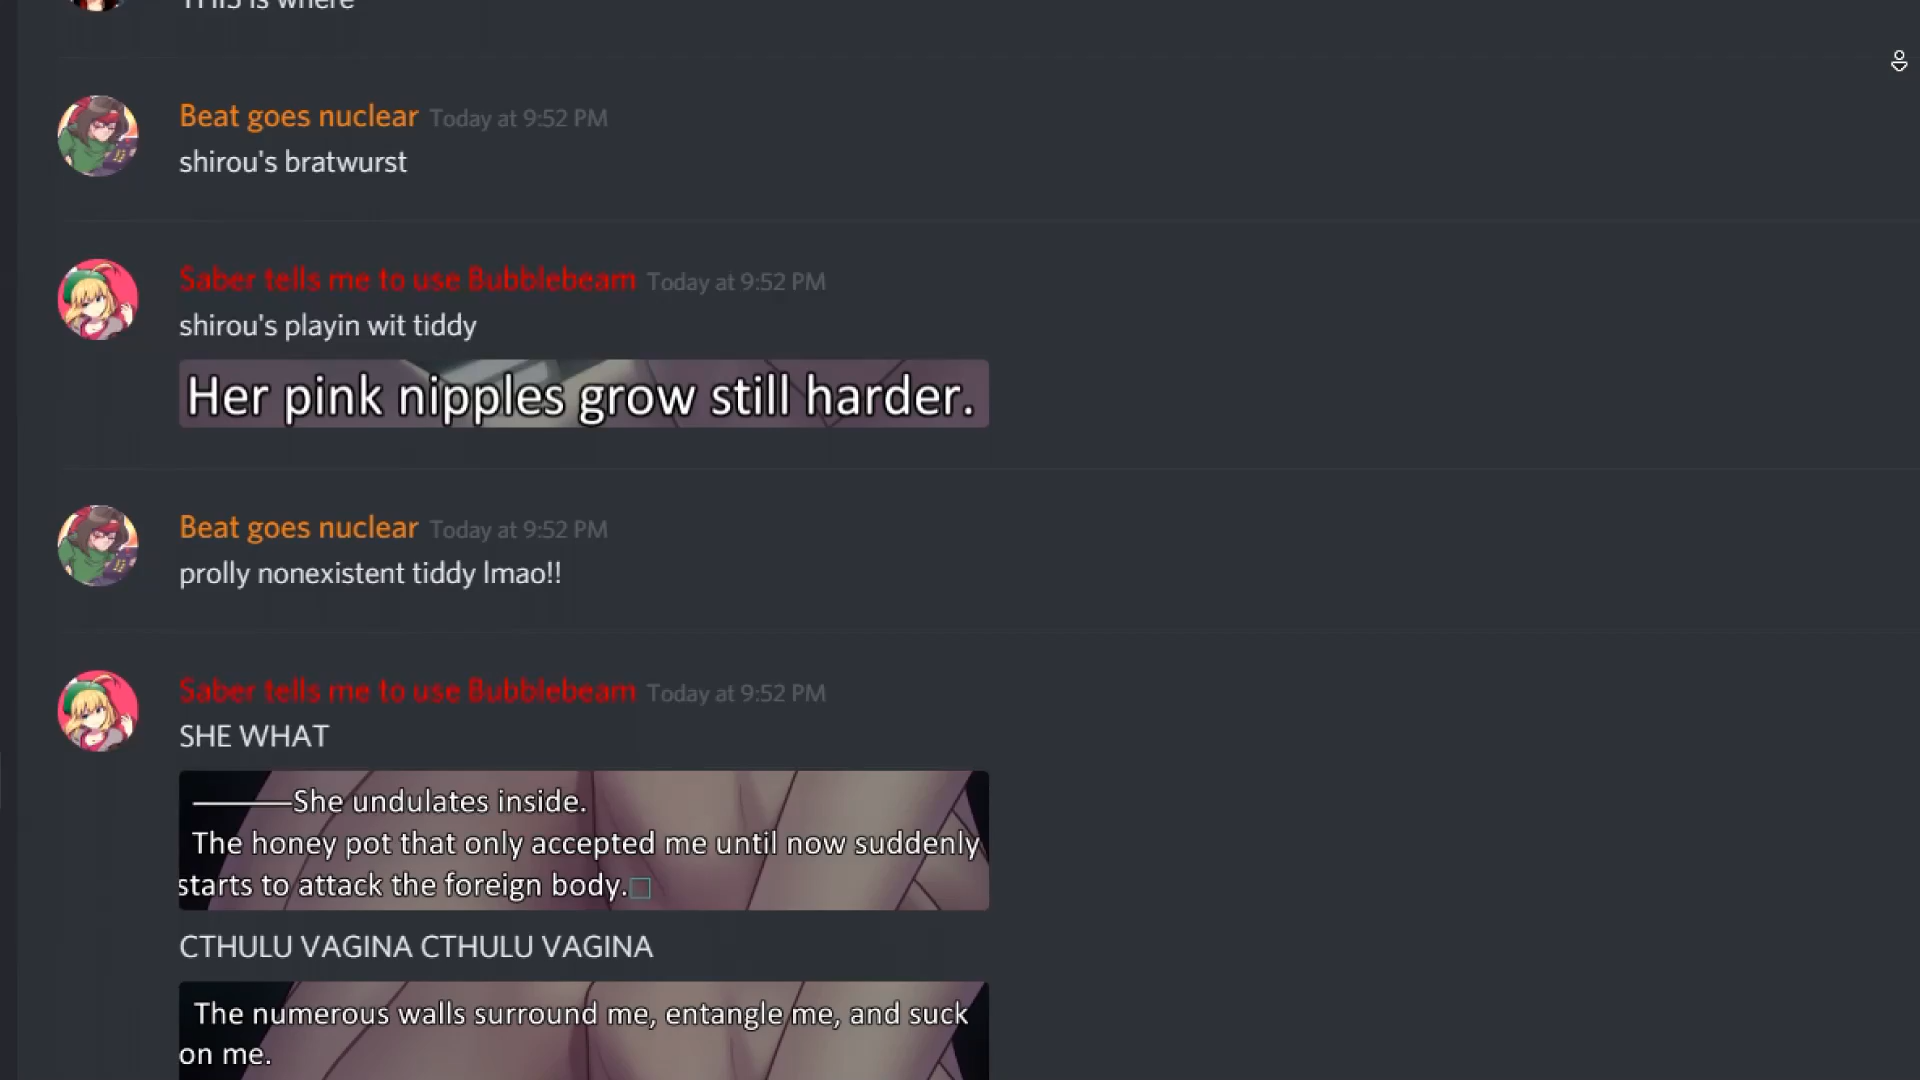 THIS is where
Beat goes nuclear Today at 9:52 PM
shirou's bratwurst
Saber tells me to use Bubblebeam Today at 9:52 PM
shirou's playin wit tiddy
Her pink nipples grow still harder.
Beat goes nuclear Today at 9:52 PM
prolly nonexistent tiddy lmao!!
Saber tells me to use Bubblebeam Today at 9:52 PM
SHE WHAT
———She undulates inside.
The honey pot that only accepted me until now suddenly
starts to attack the foreign body.
CTHULU VAGINA CTHULU VAGINA
The numerous walls surround me, entangle me, and suck
on me.